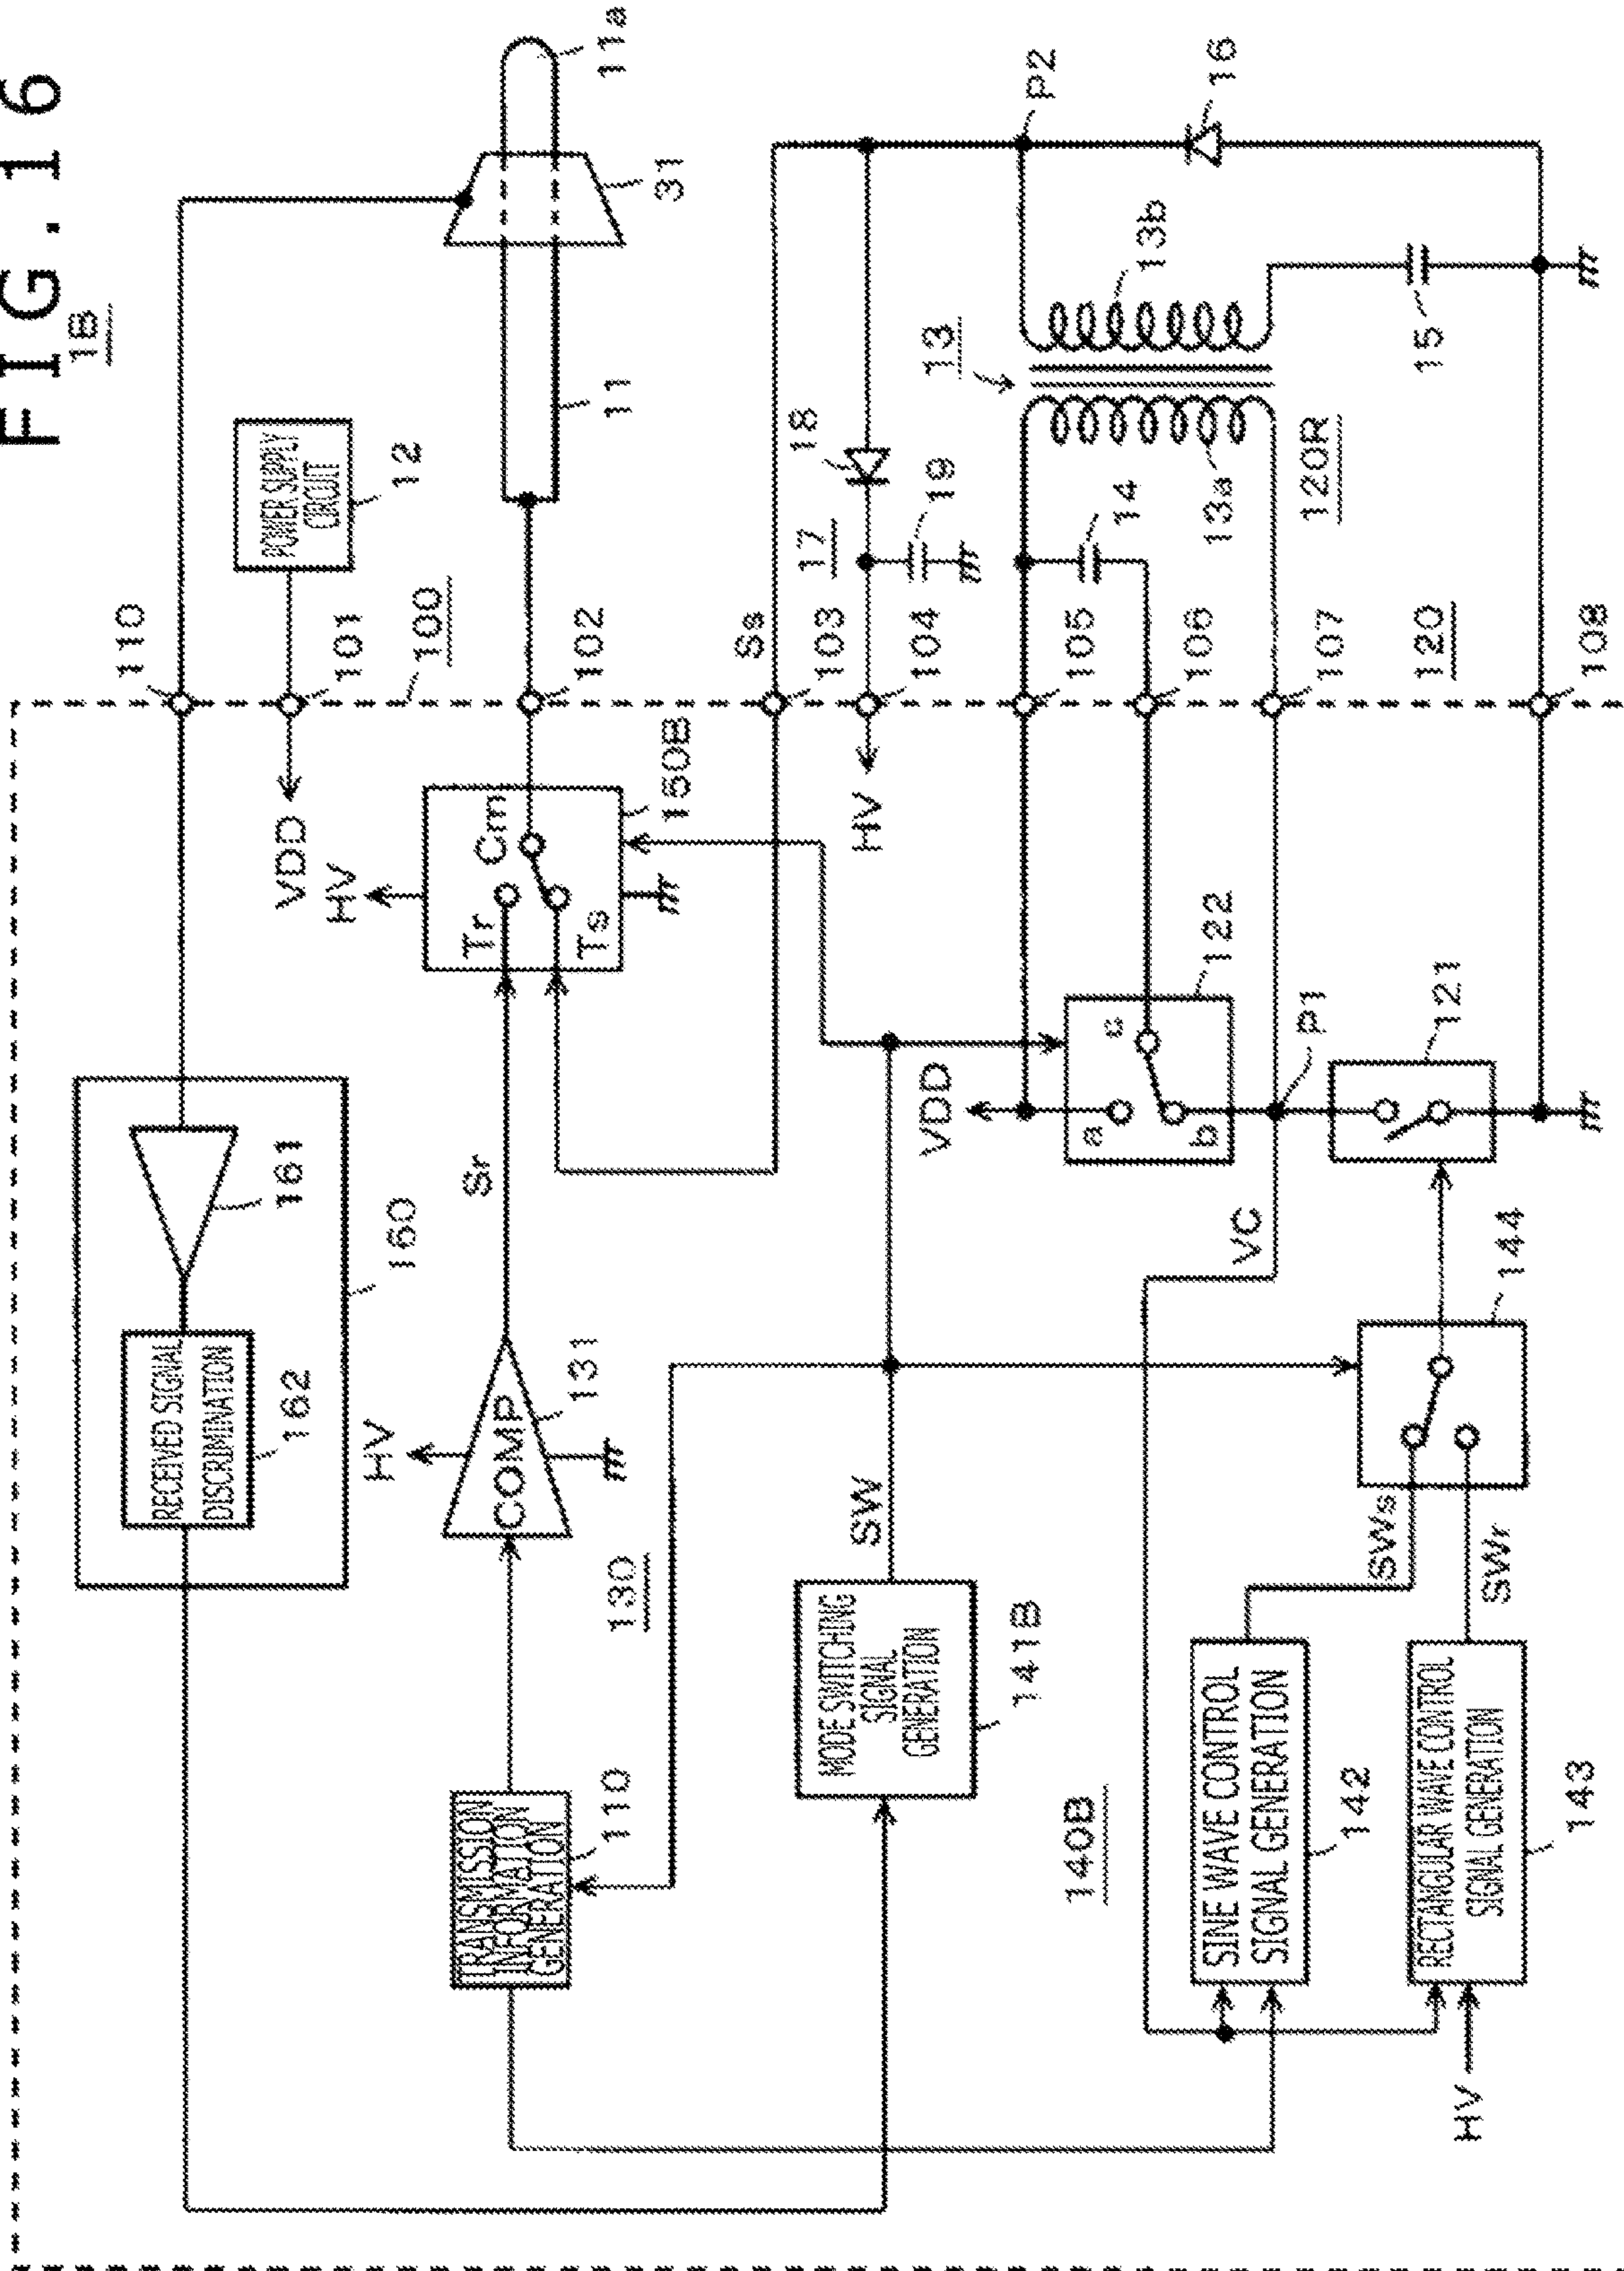 FIG.16
1B
110
POWER SUPPLY
CIRCUIT
12
101
100
11
31
11a
102
Ss
103
17
18
19
104
13
13b
14
13a
120R
105
106
107
120
108
P2
16
15
RECEIVED SIGNAL
DISCRIMINATION
162
161
160
VDD
HV
Tr
Cm
Ts
150B
HV
TRANSMISSION
INFORMATION
GENERATION
110
HV
COMP
131
130
Sr
MODE SWITCHING
SIGNAL
GENERATION
141B
SW
VDD
a
b
c
122
P1
121
VC
140B
SINE WAVE CONTROL
SIGNAL GENERATION
142
SWs
144
HV
RECTANGULAR WAVE CONTROL
SIGNAL GENERATION
143
SWr